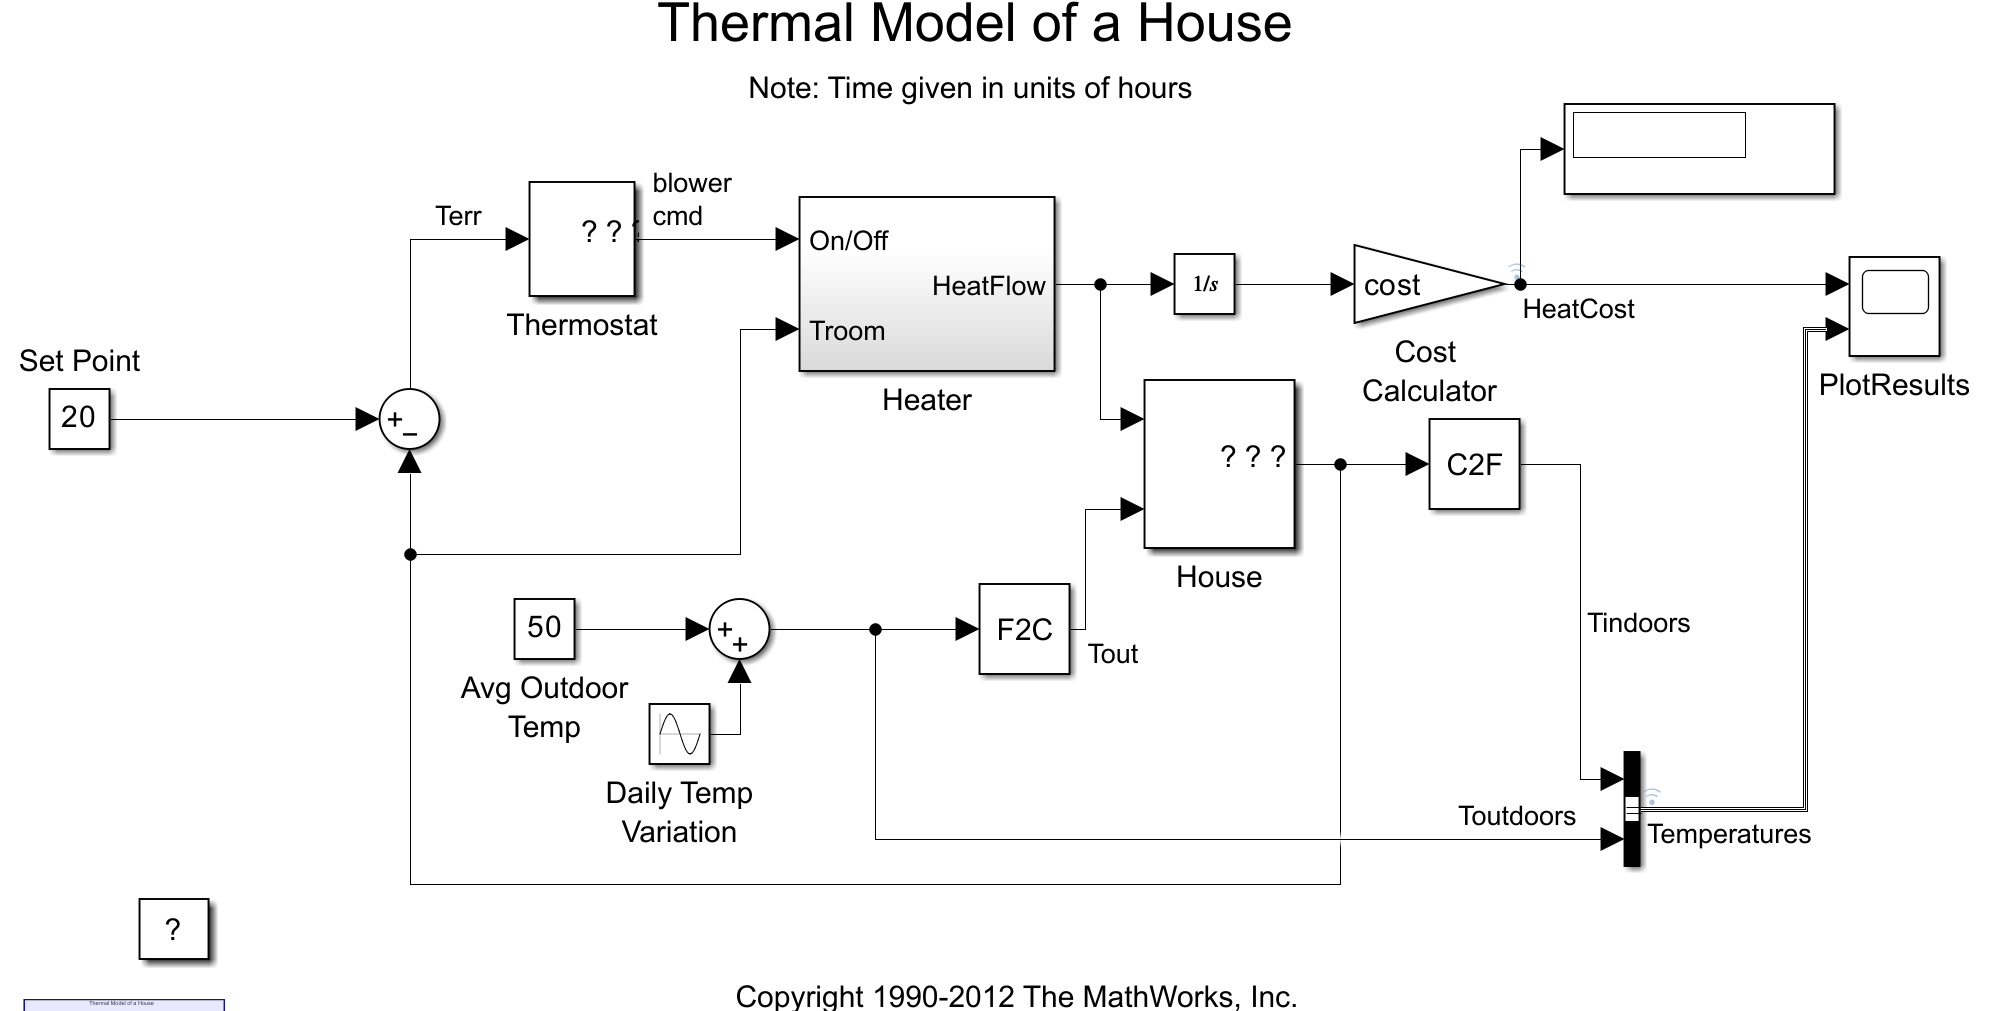 Thermal Model of a House
Note: Time given in units of hours
blower
cmd
Terr
? ? ?
Thermostat
On/Off
HeatFlow
Troom
Heater
1/s
cost
HeatCost
Cost
Calculator
PlotResults
Set Point
20
+
−
? ? ?
House
C2F
Tindoors
50
Avg Outdoor
Temp
+
+
Daily Temp
Variation
F2C
Tout
Toutdoors
Temperatures
?
Thermal Model of a House
Copyright 1990-2012 The MathWorks, Inc.